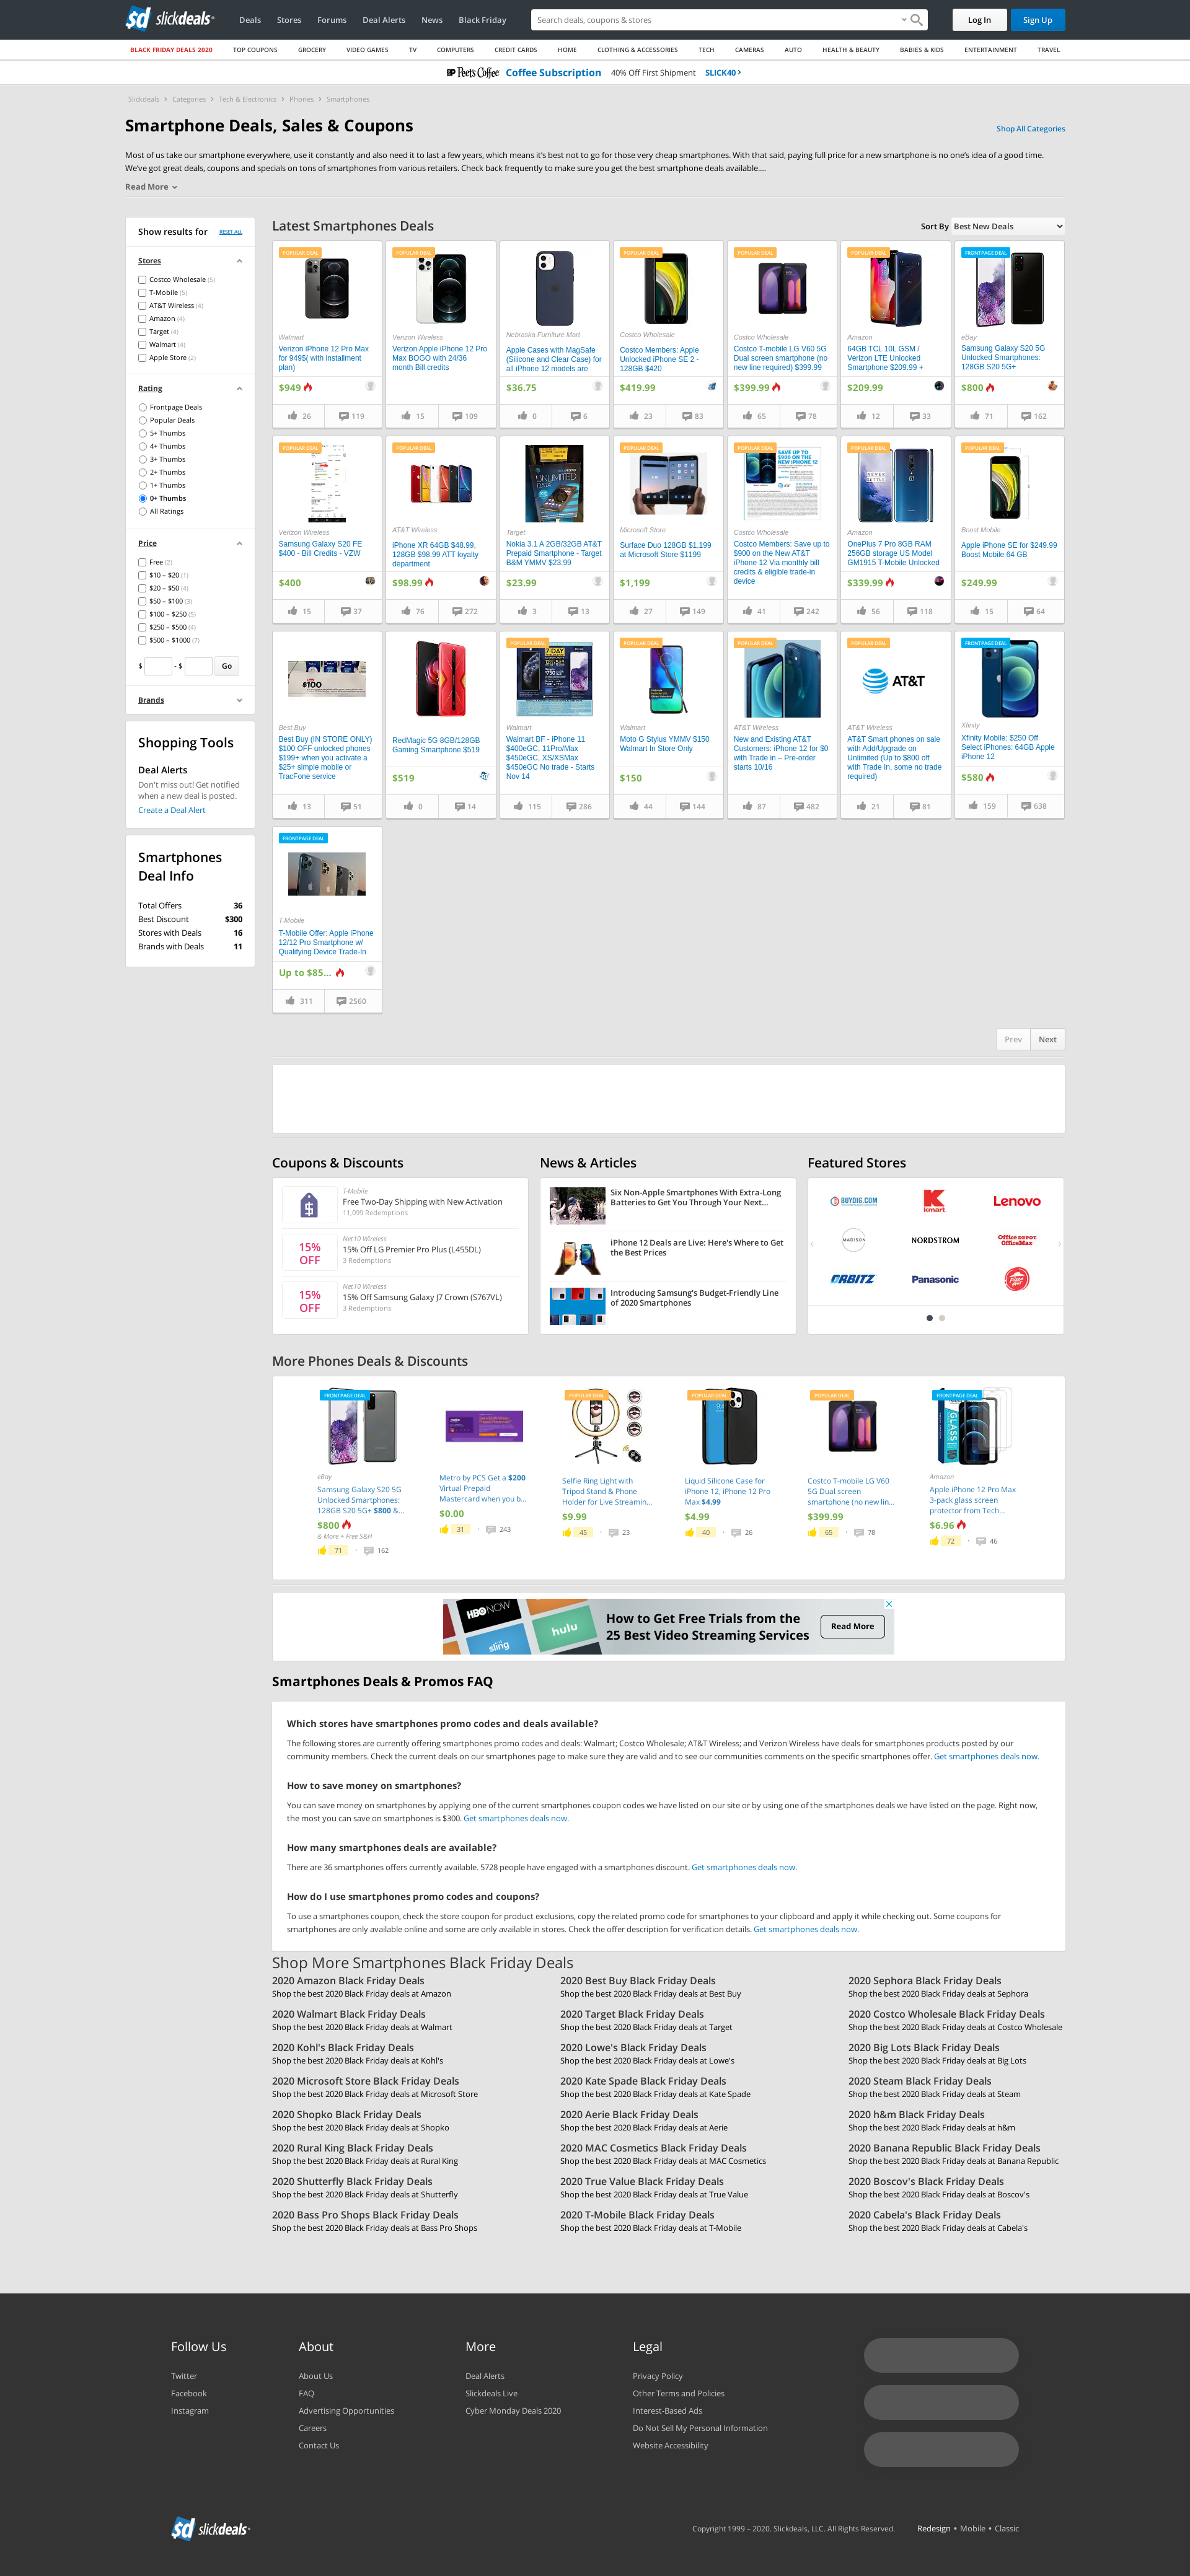 slickdeals
Deals
Stores
Forums
Deal Alerts
News
Black Friday
Search deals, coupons & stores
Log In
Sign Up
BLACK FRIDAY DEALS 2020
TOP COUPONS
GROCERY
VIDEO GAMES
TV
COMPUTERS
CREDIT CARDS
HOME
CLOTHING & ACCESSORIES
TECH
CAMERAS
AUTO
HEALTH & BEAUTY
BABIES & KIDS
ENTERTAINMENT
TRAVEL
Peet's Coffee Coffee Subscription 40% Off First Shipment SLICK40 >
Slickdeals > Categories > Tech & Electronics > Phones > Smartphones
Smartphone Deals, Sales & Coupons
Shop All Categories
Most of us take our smartphone everywhere, use it constantly and also need it to last a few years, which means it's best not to go for those very cheap smartphones. With that said, paying full price for a new smartphone is no one's idea of a good time.
We've got great deals, coupons and specials on tons of smartphones from various retailers. Check back frequently to make sure you get the best smartphone deals available....
Read More
Show results for
RESET ALL
Stores
Costco Wholesale (5)
T-Mobile (5)
AT&T Wireless (4)
Amazon (4)
Target (4)
Walmart (4)
Apple Store (2)
Rating
Frontpage Deals
Popular Deals
5+ Thumbs
4+ Thumbs
3+ Thumbs
2+ Thumbs
1+ Thumbs
0+ Thumbs
All Ratings
Price
Free (2)
$10 – $20 (1)
$20 – $50 (4)
$50 – $100 (3)
$100 – $250 (5)
$250 – $500 (4)
$500 – $1000 (7)
$ - $ Go
Brands
Shopping Tools
Deal Alerts
Don't miss out! Get notified
when a new deal is posted.
Create a Deal Alert
Smartphones
Deal Info
Total Offers 36
Best Discount $300
Stores with Deals 16
Brands with Deals 11
Latest Smartphones Deals
Sort By Best New Deals
POPULAR DEAL
Walmart
Verizon iPhone 12 Pro Max
for 949$( with installment
plan)
$949
26 119
POPULAR DEAL
Verizon Wireless
Verizon Apple iPhone 12 Pro
Max BOGO with 24/36
month Bill credits
15 109
POPULAR DEAL
Nebraska Furniture Mart
Apple Cases with MagSafe
(Silicone and Clear Case) for
all iPhone 12 models are
$36.75
0 6
POPULAR DEAL
Costco Wholesale
Costco Members: Apple
Unlocked iPhone SE 2 -
128GB $420
$419.99
23 83
POPULAR DEAL
Costco Wholesale
Costco T-mobile LG V60 5G
Dual screen smartphone (no
new line required) $399.99
$399.99
65 78
POPULAR DEAL
Amazon
64GB TCL 10L GSM /
Verizon LTE Unlocked
Smartphone $209.99 +
$209.99
12 33
FRONTPAGE DEAL
eBay
Samsung Galaxy S20 5G
Unlocked Smartphones:
128GB S20 5G+
$800
71 162
POPULAR DEAL
Verizon Wireless
Samsung Galaxy S20 FE
$400 - Bill Credits - VZW
$400
15 37
POPULAR DEAL
AT&T Wireless
iPhone XR 64GB $48.99,
128GB $98.99 ATT loyalty
department
$98.99
76 272
UNLIMITED
DATA
Target
Nokia 3.1 A 2GB/32GB AT&T
Prepaid Smartphone - Target
B&M YMMV $23.99
$23.99
3 13
POPULAR DEAL
Microsoft Store
Surface Duo 128GB $1,199
at Microsoft Store $1199
$1,199
27 149
POPULAR DEAL
SAVE UP TO
$900 ON THE
NEW IPHONE 12
AT&T
Costco Wholesale
Costco Members: Save up to
$900 on the New AT&T
iPhone 12 Via monthly bill
credits & eligible trade-in
device
41 242
POPULAR DEAL
Amazon
OnePlus 7 Pro 8GB RAM
256GB storage US Model
GM1915 T-Mobile Unlocked
$339.99
56 118
POPULAR DEAL
Boost Mobile
Apple iPhone SE for $249.99
Boost Mobile 64 GB
$249.99
15 64
$100
Best Buy
Best Buy (IN STORE ONLY)
$100 OFF unlocked phones
$199+ when you activate a
$25+ simple mobile or
TracFone service
13 51
RedMagic 5G 8GB/128GB
Gaming Smartphone $519
$519
0 14
POPULAR DEAL
Walmart
Walmart BF - iPhone 11
$400eGC, 11Pro/Max
$450eGC, XS/XSMax
$450eGC No trade - Starts
Nov 14
115 286
POPULAR DEAL
Walmart
Moto G Stylus YMMV $150
Walmart In Store Only
$150
44 144
POPULAR DEAL
AT&T Wireless
New and Existing AT&T
Customers: iPhone 12 for $0
with Trade in – Pre-order
starts 10/16
87 482
POPULAR DEAL
AT&T
AT&T Wireless
AT&T Smart phones on sale
with Add/Upgrade on
Unlimited (Up to $800 off
with Trade In, some no trade
required)
21 81
FRONTPAGE DEAL
Xfinity
Xfinity Mobile: $250 Off
Select iPhones: 64GB Apple
iPhone 12
$580
159 638
FRONTPAGE DEAL
T-Mobile
T-Mobile Offer: Apple iPhone
12/12 Pro Smartphone w/
Qualifying Device Trade-In
Up to $85...
311 2560
Prev Next
Coupons & Discounts
T-Mobile
Free Two-Day Shipping with New Activation
11,099 Redemptions
15%
OFF
Net10 Wireless
15% Off LG Premier Pro Plus (L455DL)
3 Redemptions
15%
OFF
Net10 Wireless
15% Off Samsung Galaxy J7 Crown (S767VL)
3 Redemptions
News & Articles
Six Non-Apple Smartphones With Extra-Long
Batteries to Get You Through Your Next...
iPhone 12 Deals are Live: Here's Where to Get
the Best Prices
Introducing Samsung's Budget-Friendly Line
of 2020 Smartphones
Featured Stores
BUYDIG.COM
kmart
Lenovo
MADISON
NORDSTROM
Office DEPOT
OfficeMax
ORBITZ
Panasonic
Pizza Hut
More Phones Deals & Discounts
FRONTPAGE DEAL
eBay
Samsung Galaxy S20 5G
Unlocked Smartphones:
128GB S20 5G+ $800 &...
$800
& More + Free S&H
71 · 162
Metro by PCS Get a $200
Virtual Prepaid
Mastercard when you b...
$0.00
31 · 243
POPULAR DEAL
Selfie Ring Light with
Tripod Stand & Phone
Holder for Live Streamin...
$9.99
45 · 23
POPULAR DEAL
Liquid Silicone Case for
iPhone 12, iPhone 12 Pro
Max $4.99
$4.99
40 · 26
POPULAR DEAL
Costco T-mobile LG V60
5G Dual screen
smartphone (no new lin...
$399.99
65 · 78
FRONTPAGE DEAL
GLASS
Amazon
Apple iPhone 12 Pro Max
3-pack glass screen
protector from Tech...
$6.96
72 · 46
HBO NOW
sling
hulu
How to Get Free Trials from the
25 Best Video Streaming Services
Read More
Smartphones Deals & Promos FAQ
Which stores have smartphones promo codes and deals available?
The following stores are currently offering smartphones promo codes and deals: Walmart; Costco Wholesale; AT&T Wireless; and Verizon Wireless have deals for smartphones products posted by our
community members. Check the current deals on our smartphones page to make sure they are valid and to see our communities comments on the specific smartphones offer. Get smartphones deals now.
How to save money on smartphones?
You can save money on smartphones by applying one of the current smartphones coupon codes we have listed on our site or by using one of the smartphones deals we have listed on the page. Right now,
the most you can save on smartphones is $300. Get smartphones deals now.
How many smartphones deals are available?
There are 36 smartphones offers currently available. 5728 people have engaged with a smartphones discount. Get smartphones deals now.
How do I use smartphones promo codes and coupons?
To use a smartphones coupon, check the store coupon for product exclusions, copy the related promo code for smartphones to your clipboard and apply it while checking out. Some coupons for
smartphones are only available online and some are only available in stores. Check the offer description for verification details. Get smartphones deals now.
Shop More Smartphones Black Friday Deals
2020 Amazon Black Friday Deals
Shop the best 2020 Black Friday deals at Amazon
2020 Best Buy Black Friday Deals
Shop the best 2020 Black Friday deals at Best Buy
2020 Sephora Black Friday Deals
Shop the best 2020 Black Friday deals at Sephora
2020 Walmart Black Friday Deals
Shop the best 2020 Black Friday deals at Walmart
2020 Target Black Friday Deals
Shop the best 2020 Black Friday deals at Target
2020 Costco Wholesale Black Friday Deals
Shop the best 2020 Black Friday deals at Costco Wholesale
2020 Kohl's Black Friday Deals
Shop the best 2020 Black Friday deals at Kohl's
2020 Lowe's Black Friday Deals
Shop the best 2020 Black Friday deals at Lowe's
2020 Big Lots Black Friday Deals
Shop the best 2020 Black Friday deals at Big Lots
2020 Microsoft Store Black Friday Deals
Shop the best 2020 Black Friday deals at Microsoft Store
2020 Kate Spade Black Friday Deals
Shop the best 2020 Black Friday deals at Kate Spade
2020 Steam Black Friday Deals
Shop the best 2020 Black Friday deals at Steam
2020 Shopko Black Friday Deals
Shop the best 2020 Black Friday deals at Shopko
2020 Aerie Black Friday Deals
Shop the best 2020 Black Friday deals at Aerie
2020 h&m Black Friday Deals
Shop the best 2020 Black Friday deals at h&m
2020 Rural King Black Friday Deals
Shop the best 2020 Black Friday deals at Rural King
2020 MAC Cosmetics Black Friday Deals
Shop the best 2020 Black Friday deals at MAC Cosmetics
2020 Banana Republic Black Friday Deals
Shop the best 2020 Black Friday deals at Banana Republic
2020 Shutterfly Black Friday Deals
Shop the best 2020 Black Friday deals at Shutterfly
2020 True Value Black Friday Deals
Shop the best 2020 Black Friday deals at True Value
2020 Boscov's Black Friday Deals
Shop the best 2020 Black Friday deals at Boscov's
2020 Bass Pro Shops Black Friday Deals
Shop the best 2020 Black Friday deals at Bass Pro Shops
2020 T-Mobile Black Friday Deals
Shop the best 2020 Black Friday deals at T-Mobile
2020 Cabela's Black Friday Deals
Shop the best 2020 Black Friday deals at Cabela's
Follow Us
Twitter
Facebook
Instagram
About
About Us
FAQ
Advertising Opportunities
Careers
Contact Us
More
Deal Alerts
Slickdeals Live
Cyber Monday Deals 2020
Legal
Privacy Policy
Other Terms and Policies
Interest-Based Ads
Do Not Sell My Personal Information
Website Accessibility
slickdeals
Copyright 1999 – 2020. Slickdeals, LLC. All Rights Reserved.
Redesign • Mobile • Classic